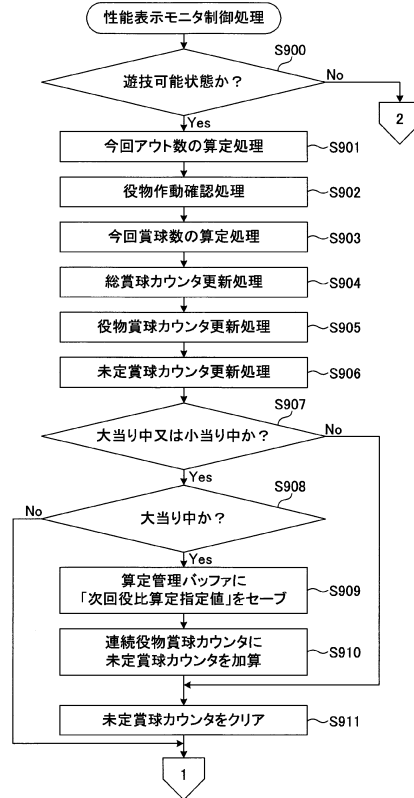 性能表示モニタ制御処理
S900
遊技可能状態か？
No
2
Yes
今回アウト数の算定処理
S901
役物作動確認処理
S902
今回賞球数の算定処理
S903
総賞球カウンタ更新処理
S904
役物賞球カウンタ更新処理
S905
未定賞球カウンタ更新処理
S906
S907
大当り中又は小当り中か？
No
Yes
S908
No
大当り中か？
Yes
算定管理バッファに
「次回役比算定指定値」をセーブ
S909
連続役物賞球カウンタに
未定賞球カウンタを加算
S910
未定賞球カウンタをクリア
S911
1